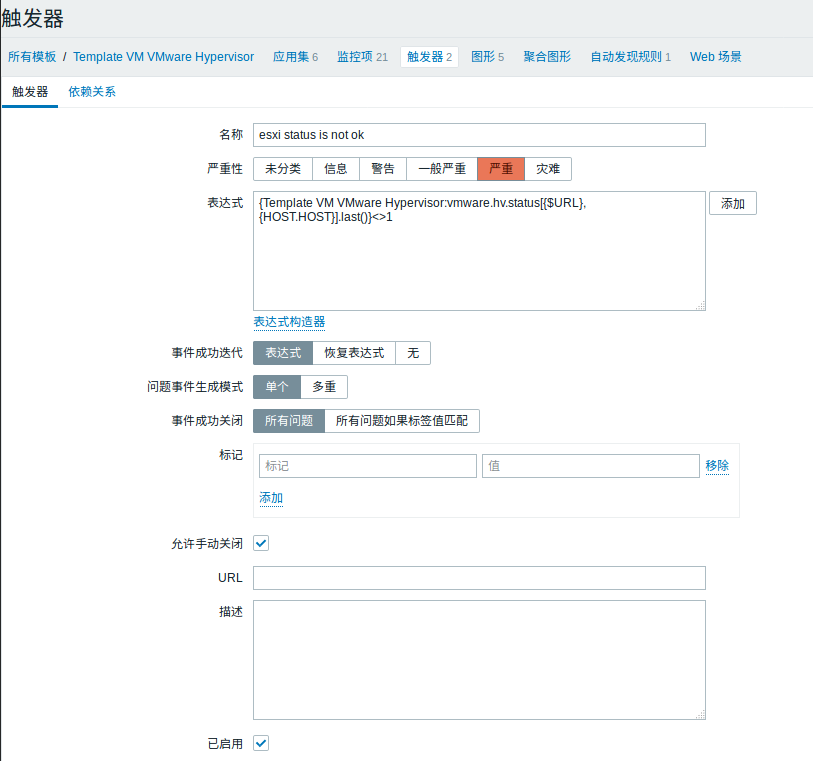 触发器
所有模板 / Template VM VMware Hypervisor 应用集 6 监控项 21 触发器 2 图形 5 聚合图形 自动发现规则 1 Web 场景
触发器 依赖关系
名称 esxi status is not ok
严重性 未分类 信息 警告 一般严重 严重 灾难
表达式 {Template VM VMware Hypervisor:vmware.hv.status[{$URL}, 添加
{HOST.HOST}].last()}<>1
表达式构造器
事件成功迭代 表达式 恢复表达式 无
问题事件生成模式 单个 多重
事件成功关闭 所有问题 所有问题如果标签值匹配
标记 标记 值 移除
添加
允许手动关闭
URL
描述
已启用